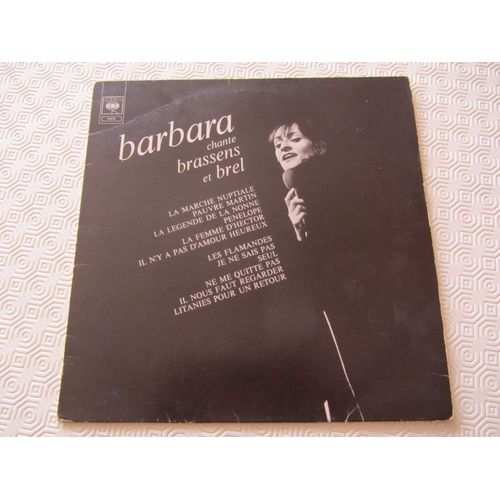 CBS
barbara
chante
brassens
et brel
LA MARCHE NUPTIALE
PAUVRE MARTIN
LA LEGENDE DE LA NONNE
PENELOPE
LA FEMME D'HECTOR
IL N'Y A PAS D'AMOUR HEUREUX
LES FLAMANDES
JE NE SAIS PAS
SEUL
NE ME QUITTE PAS
IL NOUS FAUT REGARDER
LITANIES POUR UN RETOUR